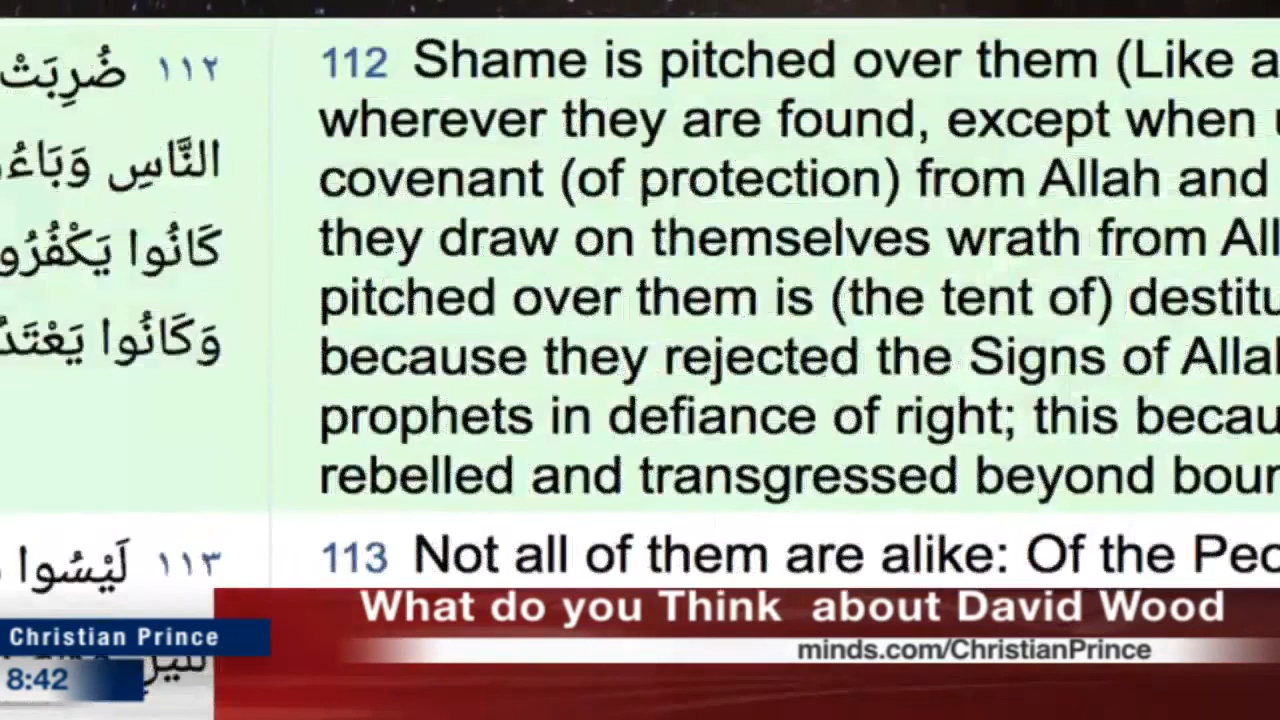 112 Shame is pitched over them (Like a
wherever they are found, except when
covenant (of protection) from Allah and
they draw on themselves wrath from All
pitched over them is (the tent of) destitu
because they rejected the Signs of Allah
prophets in defiance of right; this becau
rebelled and transgressed beyond boun
113 Not all of them are alike: Of the Peo
١١٢ ضُرِبَتْ
النَّاسِ وَبَاءُو
كَانُوا يَكْفُرُو
وَكَانُوا يَعْتَدُ
١١٣ لَيْسُوا
What do you Think about David Wood
Christian Prince
minds.com/ChristianPrince
8:42